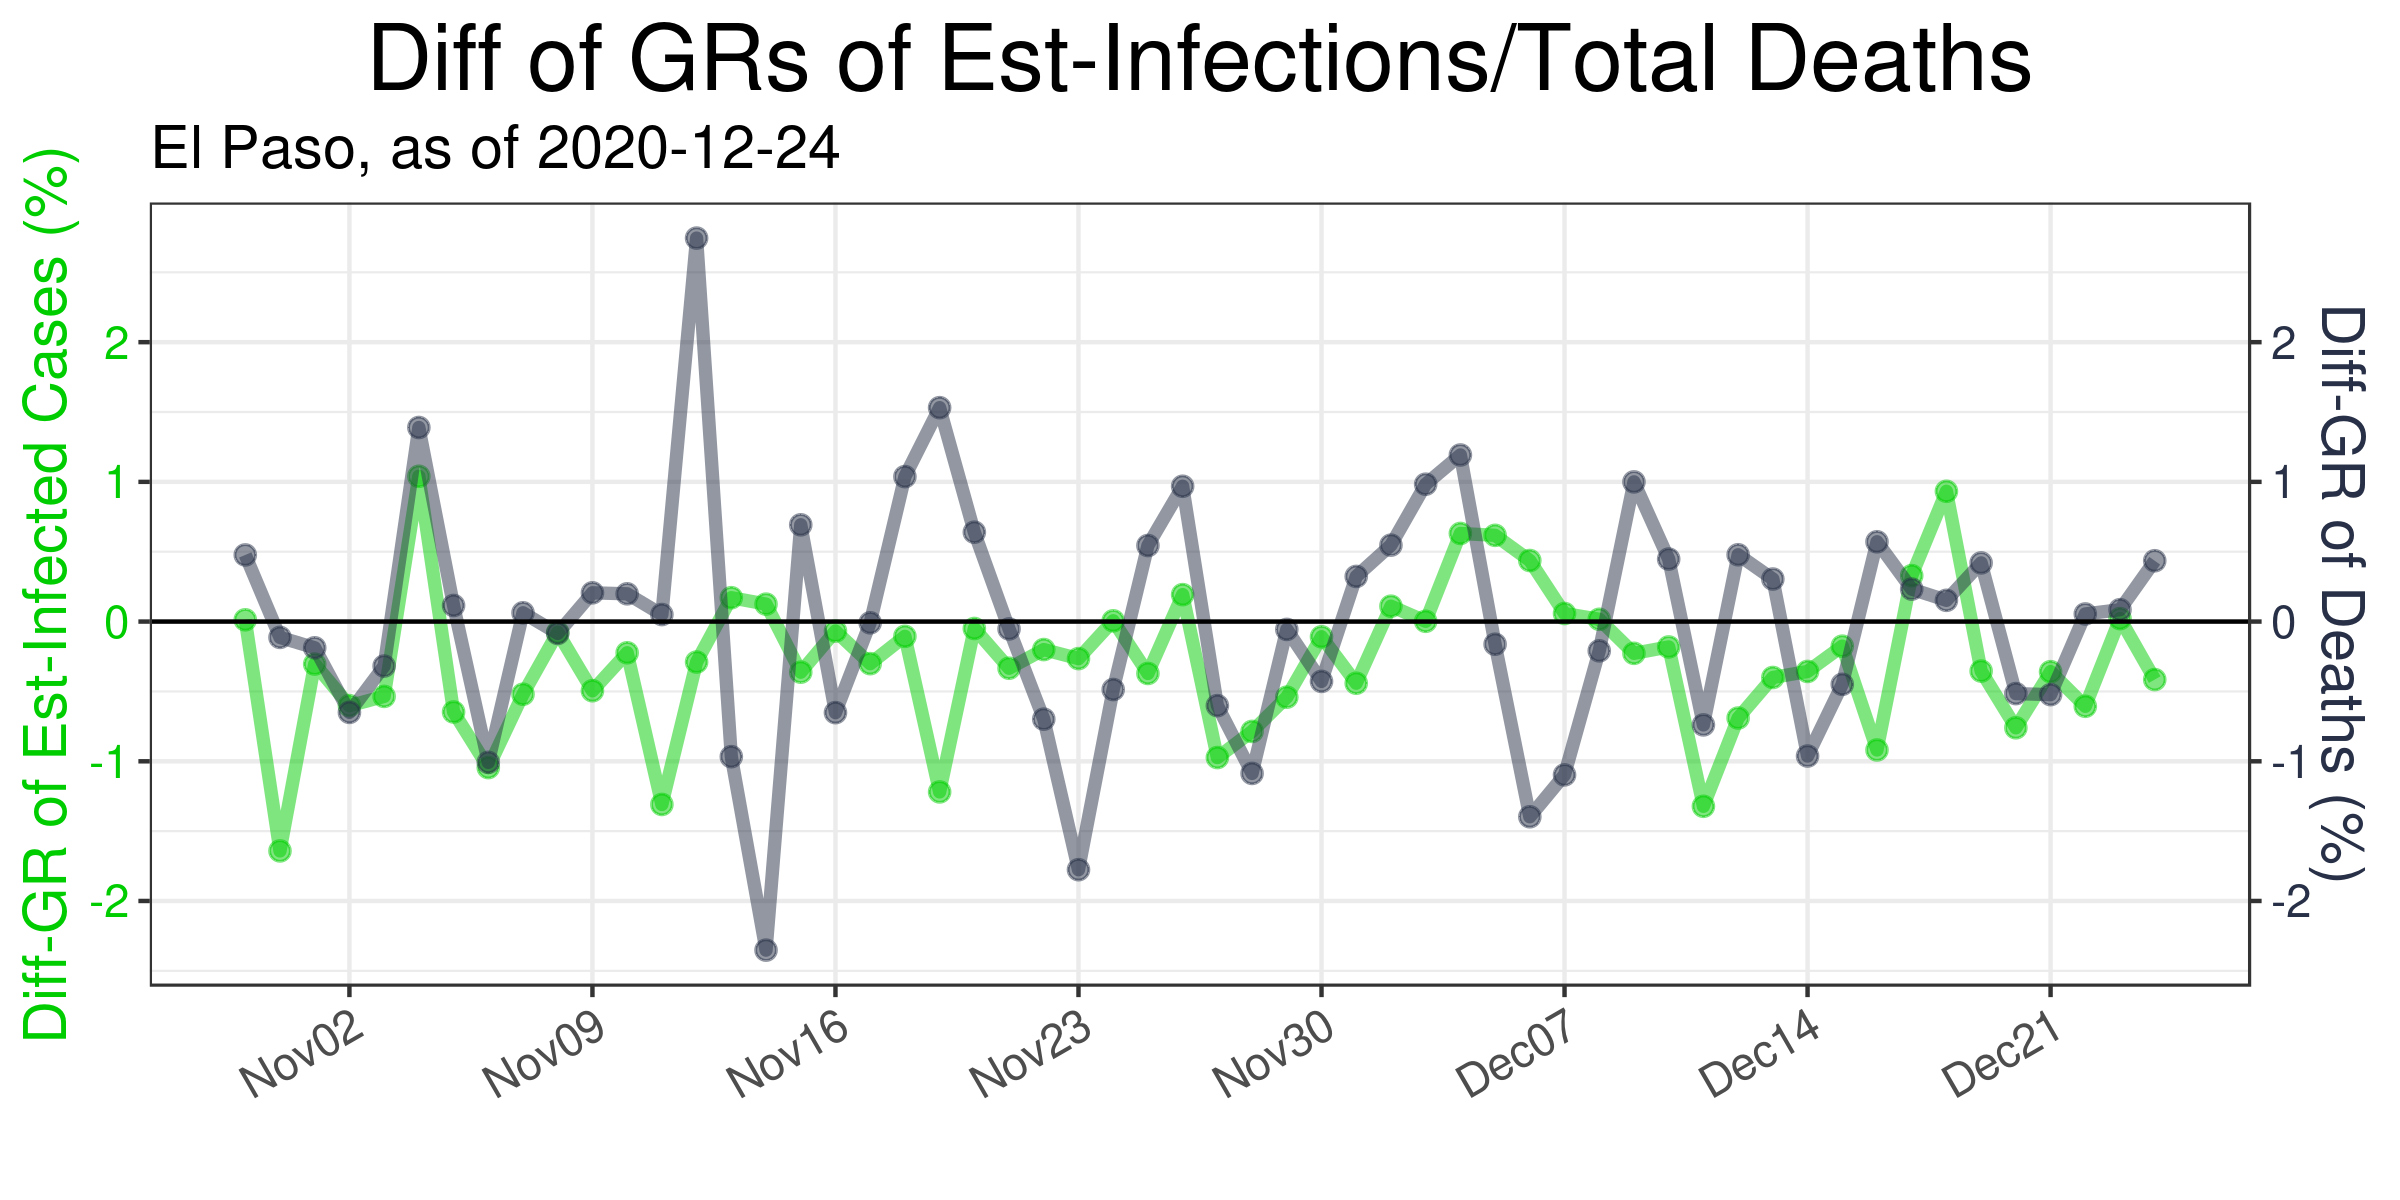 Diff of GRs of Est-Infections/Total Deaths
El Paso, as of 2020-12-24
Diff-GR of Est-Infected Cases (%)
2
1
0
-1
-2
2
1
0
-1
-2
Diff-GR of Deaths (%)
Nov02
Nov09
Nov16
Nov23
Nov30
Dec07
Dec14
Dec21